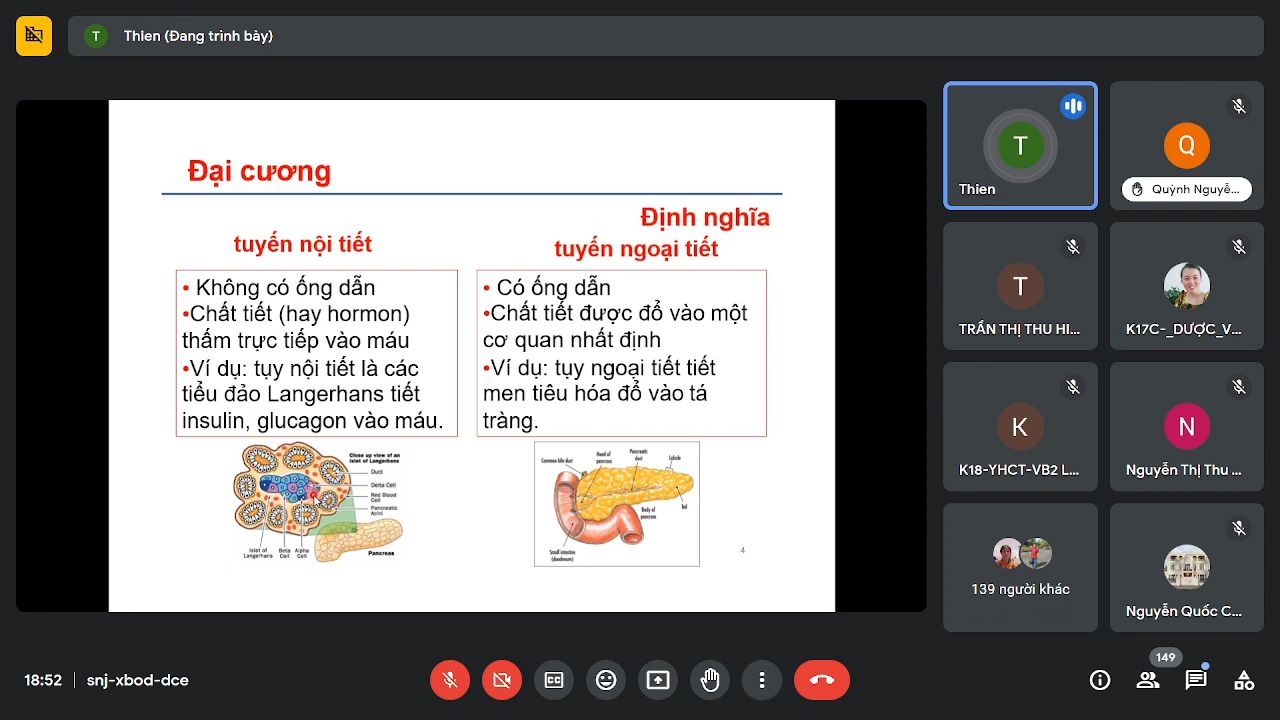 T
Thien (Đang trình bày)
Đại cương
Định nghĩa
tuyến nội tiết
• Không có ống dẫn
•Chất tiết (hay hormon)
thấm trực tiếp vào máu
•Ví dụ: tụy nội tiết là các
tiểu đảo Langerhans tiết
insulin, glucagon vào máu.
tuyến ngoại tiết
• Có ống dẫn
•Chất tiết được đổ vào một
cơ quan nhất định
•Ví dụ: tụy ngoại tiết tiết
men tiêu hóa đổ vào tá
tràng.
Close up view of an
Islet of Langerhans
Duct
Delta Cell
Red Blood
Cell
Pancreatic
Acini
Islet of
Langerhans
Beta
Cell
Alpha
Cell
Pancreas
Common bile duct
Head of
pancreas
Pancreatic
duct
Lobule
Tail
Body of
pancreas
Small intestine
(duodenum)
4
T
Thien
Q
Quỳnh Nguyễ...
T
TRẦN THỊ THU HI...
K17C-_DƯỢC_V...
K
K18-YHCT-VB2 L...
N
Nguyễn Thị Thu ...
139 người khác
Nguyễn Quốc C...
18:52
snj-xbod-dce
CC
149